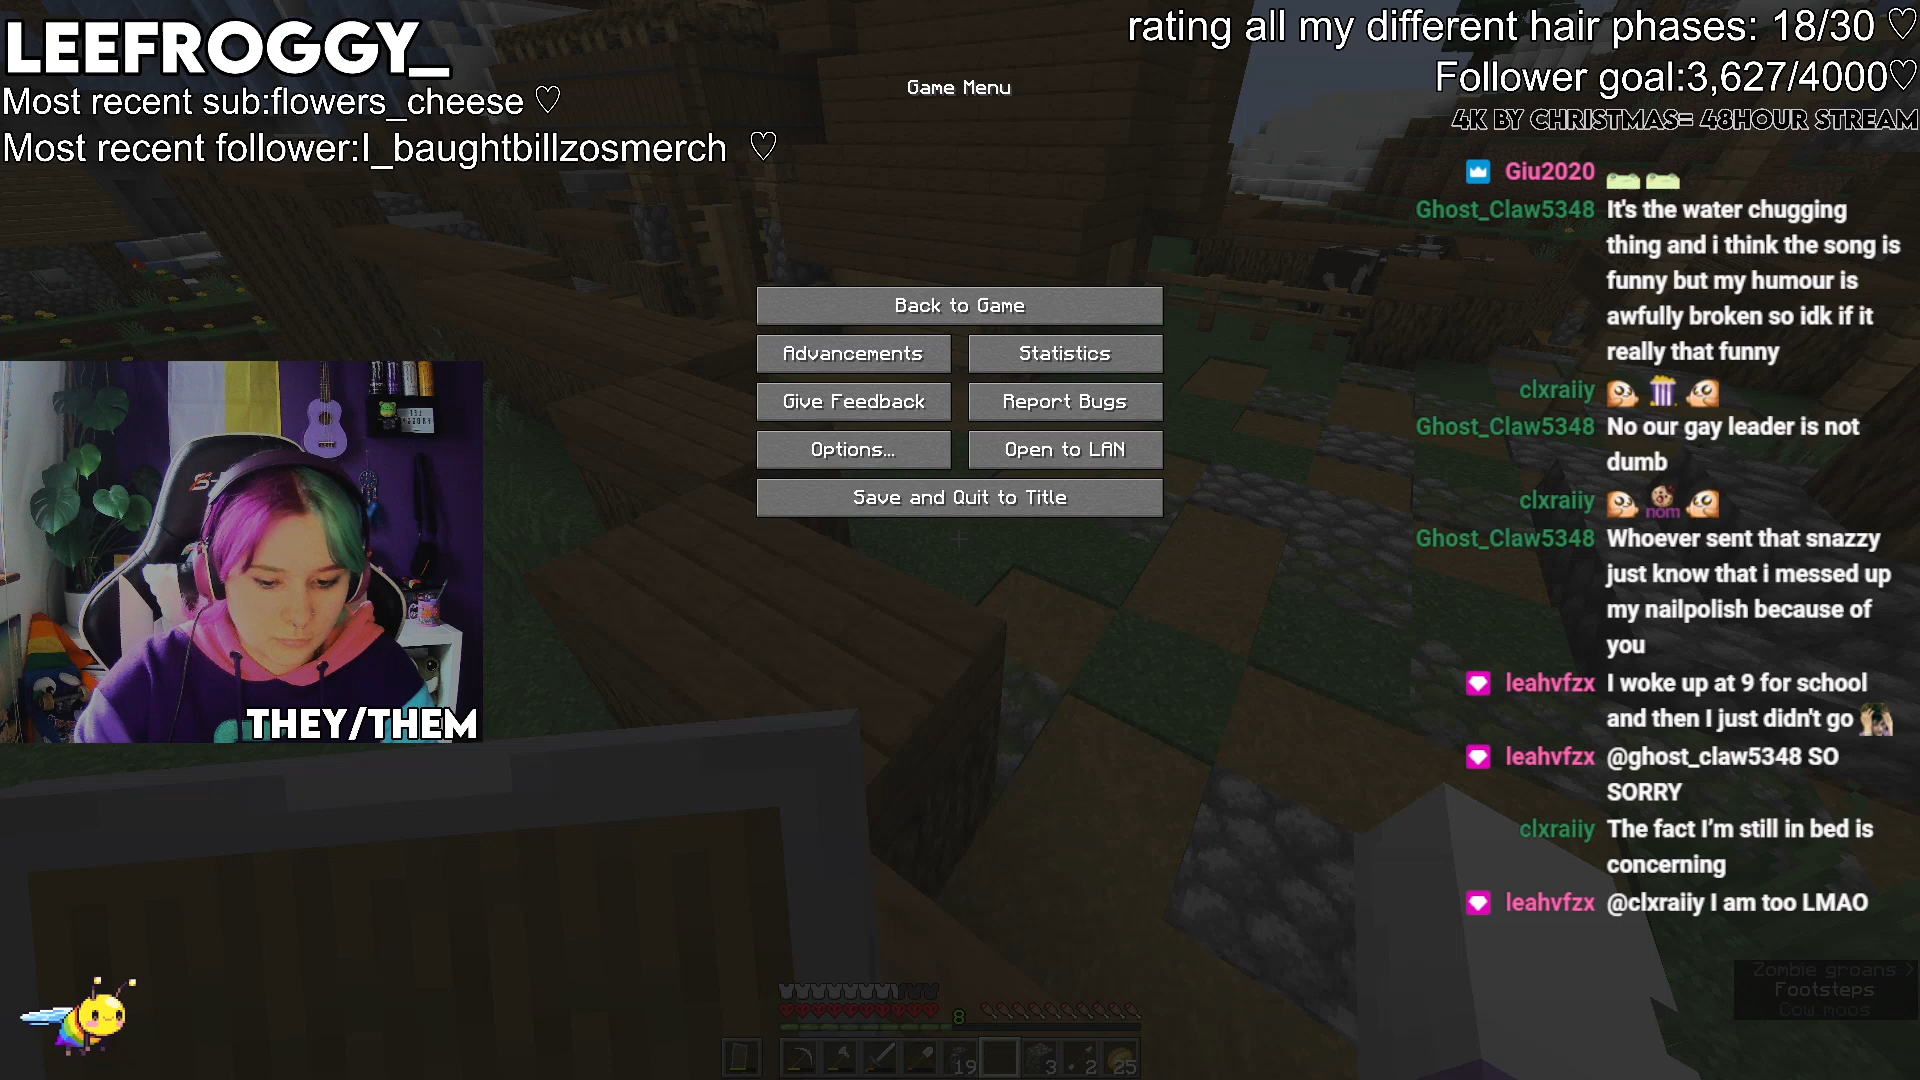 LEEFROGGY_
Most recent sub:flowers_cheese ♡
Most recent follower:I_baughtbillzosmerch ♡
rating all my different hair phases: 18/30 ♡
Follower goal:3,627/4000♡
4K BY CHRISTMAS= 48HOUR STREAM
Game Menu
Back to Game
Advancements
Statistics
Give Feedback
Report Bugs
Options...
Open to LAN
Save and Quit to Title
THEY/THEM
Giu2020
Ghost_Claw5348 It's the water chugging
thing and i think the song is
funny but my humour is
awfully broken so idk if it
really that funny
clxraiiy
Ghost_Claw5348 No our gay leader is not
dumb
clxraiiy nom
Ghost_Claw5348 Whoever sent that snazzy
just know that i messed up
my nailpolish because of
you
leahvfzx I woke up at 9 for school
and then I just didn't go
leahvfzx @ghost_claw5348 SO
SORRY
clxraiiy The fact I'm still in bed is
concerning
leahvfzx @clxraiiy I am too LMAO
Zombie groans >
Footsteps
Cow moos
8
19
3
2
25